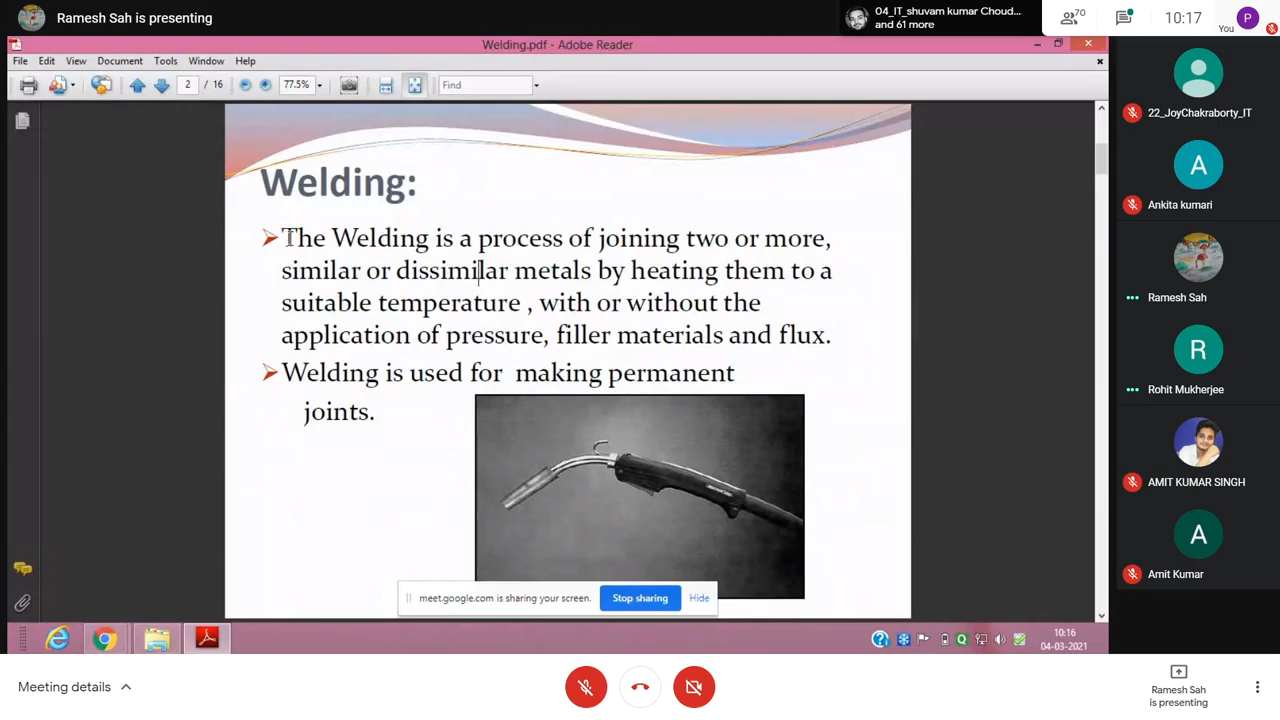 Ramesh Sah is presenting
04_IT_shuvam kumar Choud...
and 61 more
70
10:17
You
P
Welding.pdf - Adobe Reader
File Edit View Document Tools Window Help
2 / 16 77.5% Find
Welding:
The Welding is a process of joining two or more,
similar or dissimilar metals by heating them to a
suitable temperature , with or without the
application of pressure, filler materials and flux.
Welding is used for making permanent
joints.
meet.google.com is sharing your screen. Stop sharing Hide
10:16
04-03-2021
22_JoyChakraborty_IT
A
Ankita kumari
Ramesh Sah
R
Rohit Mukherjee
AMIT KUMAR SINGH
A
Amit Kumar
Meeting details
Ramesh Sah
is presenting